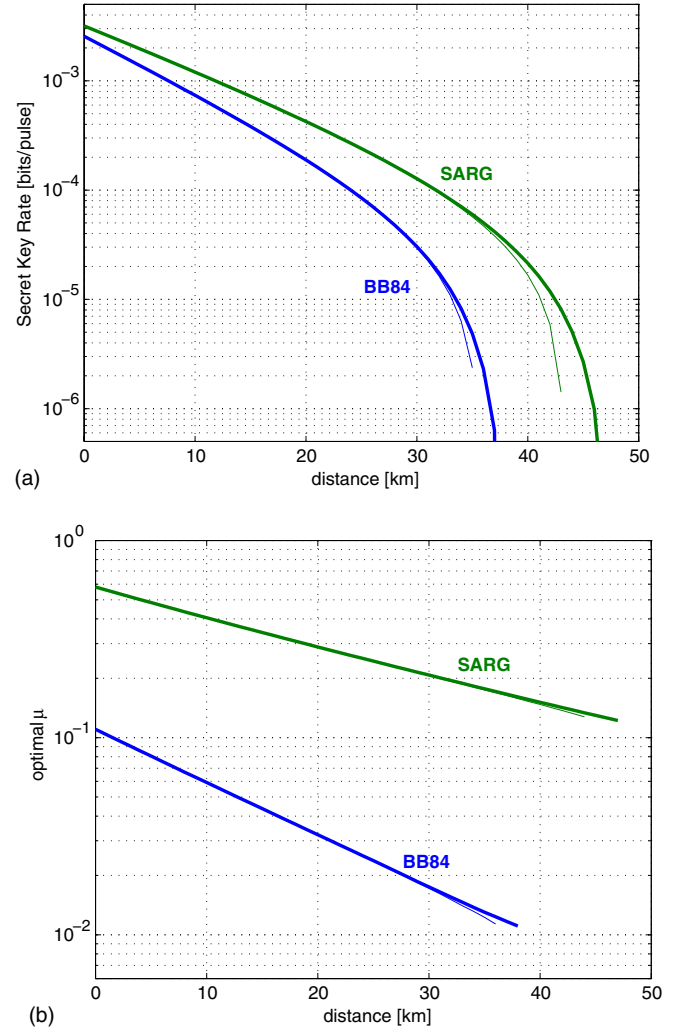 Secret Key Rate [bits/pulse]
10⁻³
10⁻⁴
10⁻⁵
10⁻⁶
SARG
BB84
0 10 20 30 40 50
distance [km]
(a)
optimal μ
10⁰
10⁻¹
10⁻²
SARG
BB84
0 10 20 30 40 50
distance [km]
(b)